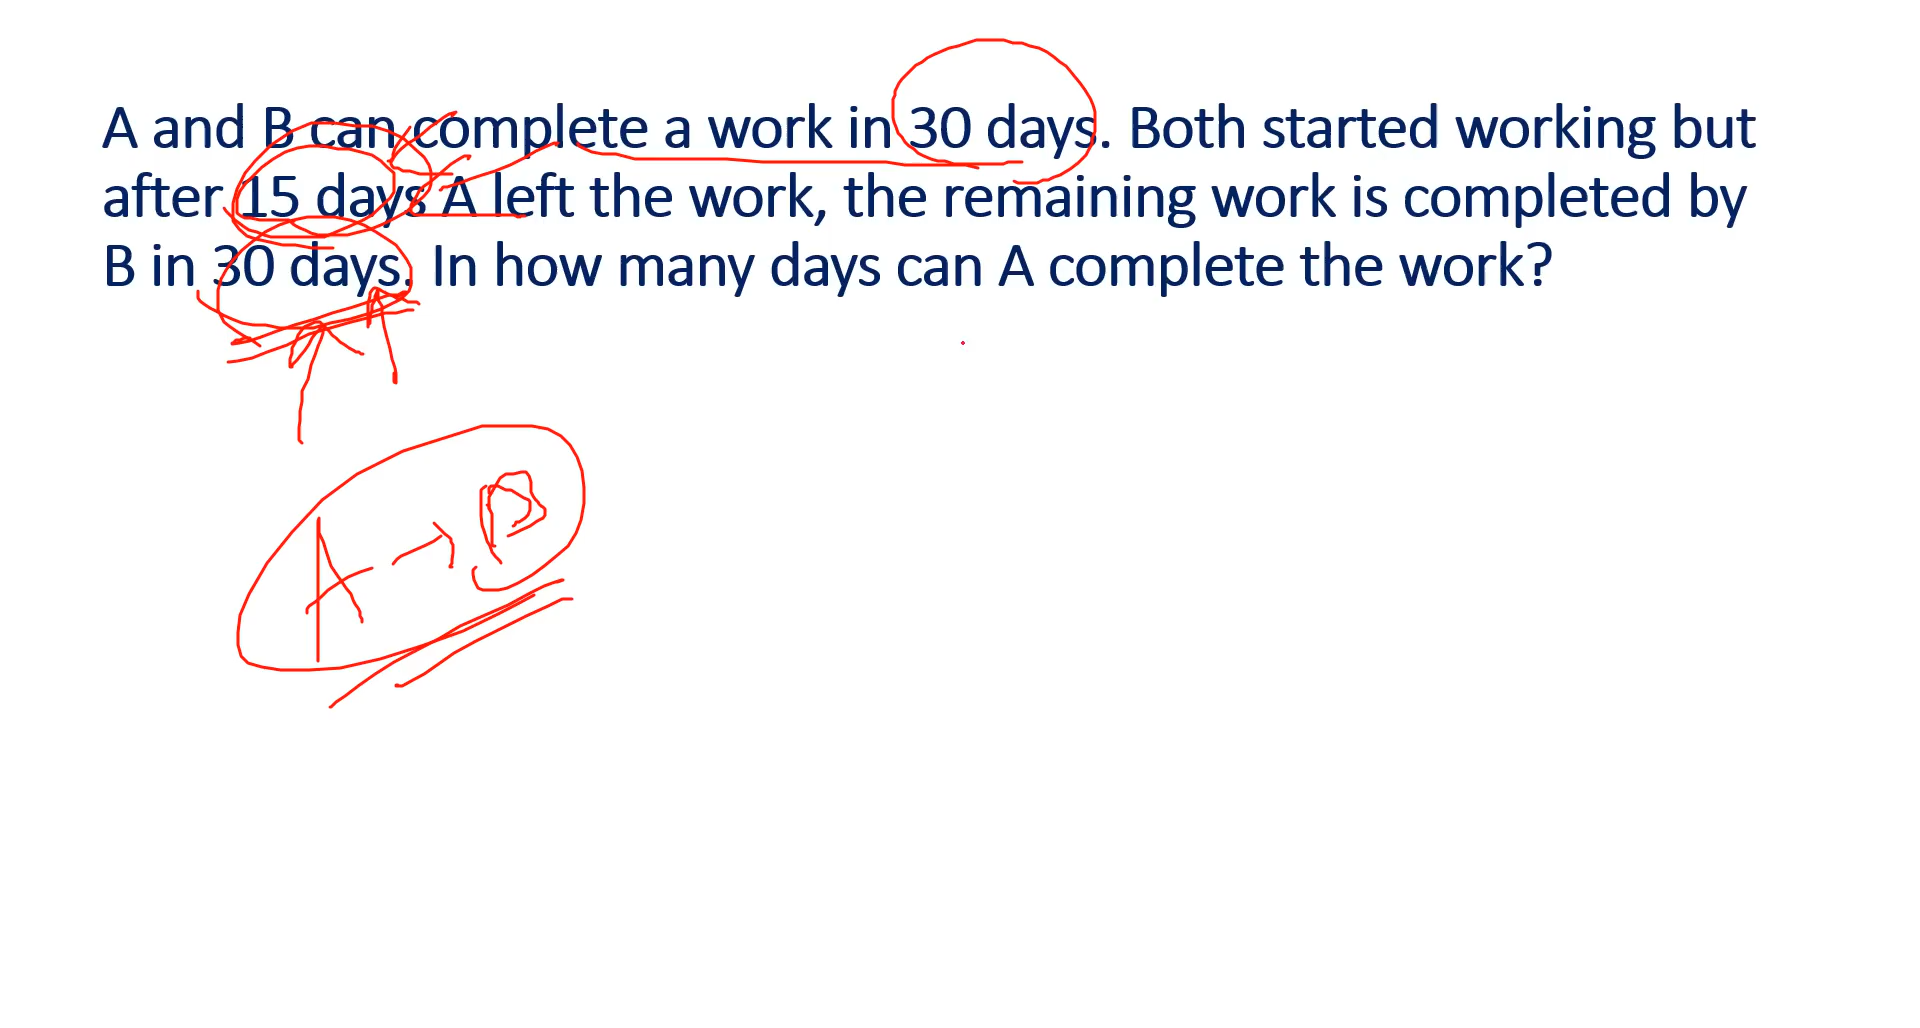 A and B can complete a work in 30 days. Both started working but
after 15 days A left the work, the remaining work is completed by
B in 30 days. In how many days can A complete the work?
A → B